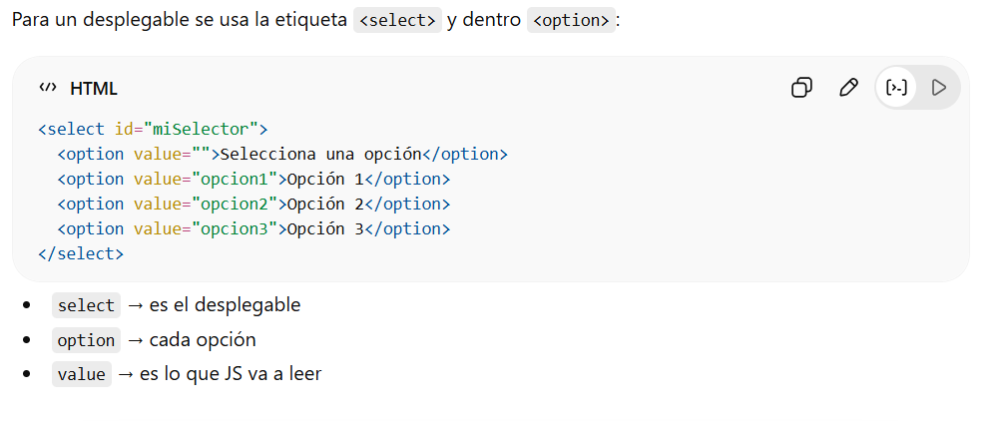 Para un desplegable se usa la etiqueta <select> y dentro <option>:
HTML
<select id="miSelector">
  <option value="">Selecciona una opción</option>
  <option value="opcion1">Opción 1</option>
  <option value="opcion2">Opción 2</option>
  <option value="opcion3">Opción 3</option>
</select>
• select → es el desplegable
• option → cada opción
• value → es lo que JS va a leer